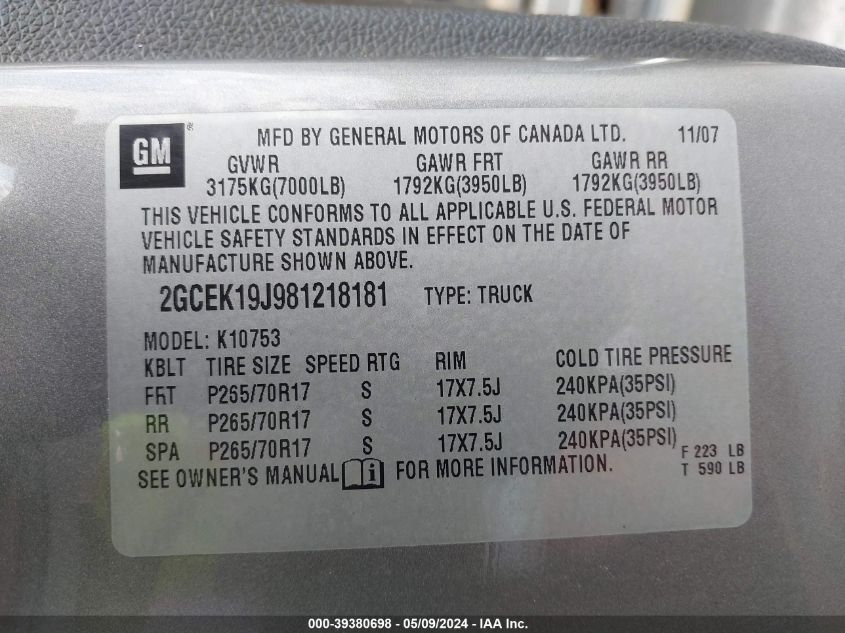 GM ® MFD BY GENERAL MOTORS OF CANADA LTD. 11/07
GVWR GAWR FRT GAWR RR
3175KG(7000LB) 1792KG(3950LB) 1792KG(3950LB)
THIS VEHICLE CONFORMS TO ALL APPLICABLE U.S. FEDERAL MOTOR
VEHICLE SAFETY STANDARDS IN EFFECT ON THE DATE OF
MANUFACTURE SHOWN ABOVE.
2GCEK19J981218181 TYPE: TRUCK
MODEL: K10753
KBLT TIRE SIZE SPEED RTG RIM COLD TIRE PRESSURE
FRT P265/70R17 S 17X7.5J 240KPA(35PSI)
RR P265/70R17 S 17X7.5J 240KPA(35PSI)
SPA P265/70R17 S 17X7.5J 240KPA(35PSI) F 223 LB
SEE OWNER'S MANUAL i FOR MORE INFORMATION. T 590 LB
000-39380698 - 05/09/2024 - IAA Inc.